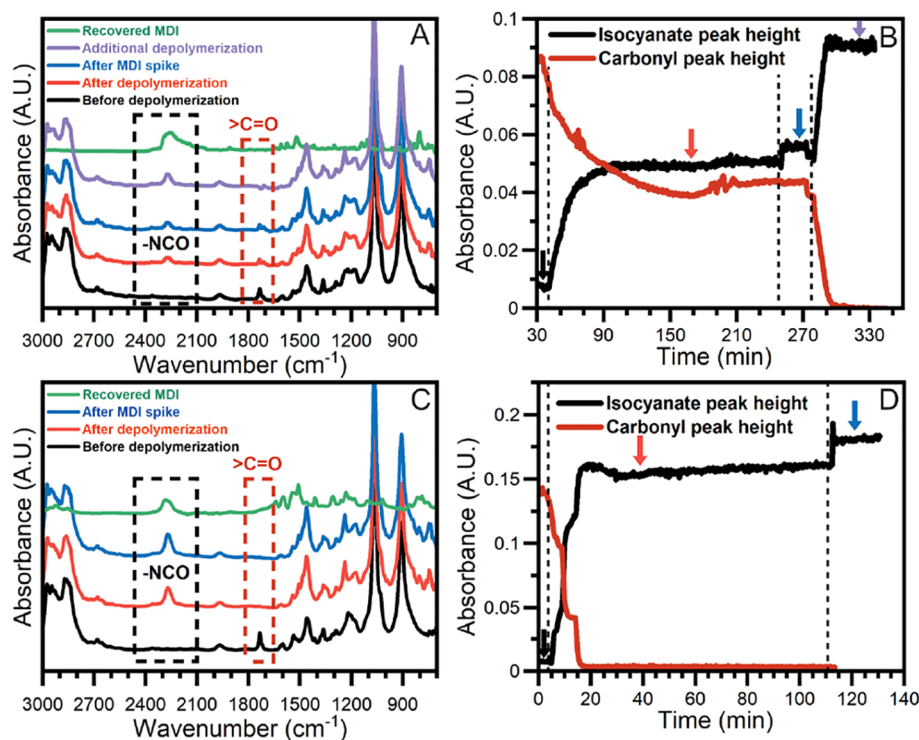 A
Recovered MDI
Additional depolymerization
After MDI spike
After depolymerization
Before depolymerization
>C=O
-NCO
Absorbance (A.U.)
3000 2700 2400 2100 1800 1500 1200 900
Wavenumber (cm-1)
B
Isocyanate peak height
Carbonyl peak height
Absorbance (A.U.)
0.1
0.08
0.06
0.04
0.02
0
30 90 150 210 270 330
Time (min)
C
Recovered MDI
After MDI spike
After depolymerization
Before depolymerization
>C=O
-NCO
Absorbance (A.U.)
3000 2700 2400 2100 1800 1500 1200 900
Wavenumber (cm-1)
D
Isocyanate peak height
Carbonyl peak height
Absorbance (A.U.)
0.2
0.15
0.1
0.05
0
0 20 40 60 80 100 120 140
Time (min)